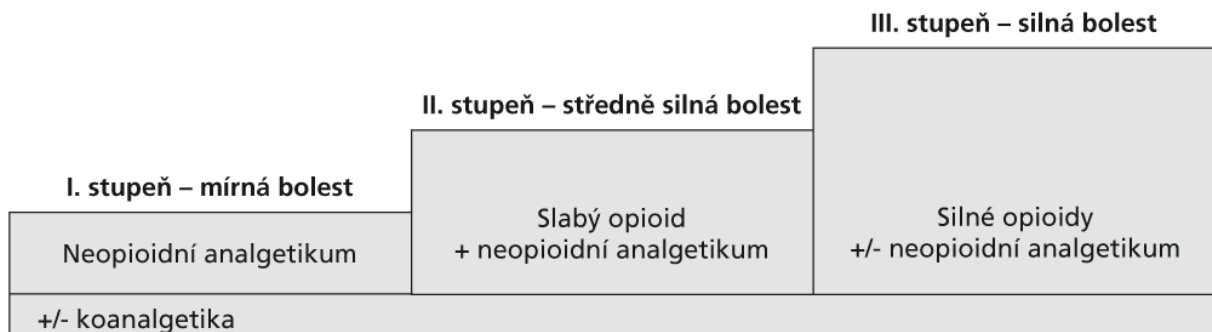 I. stupeň – mírná bolest
Neopioidní analgetikum
II. stupeň – středně silná bolest
Slabý opioid
+ neopioidní analgetikum
III. stupeň – silná bolest
Silné opioidy
+/- neopioidní analgetikum
+/- koanalgetika